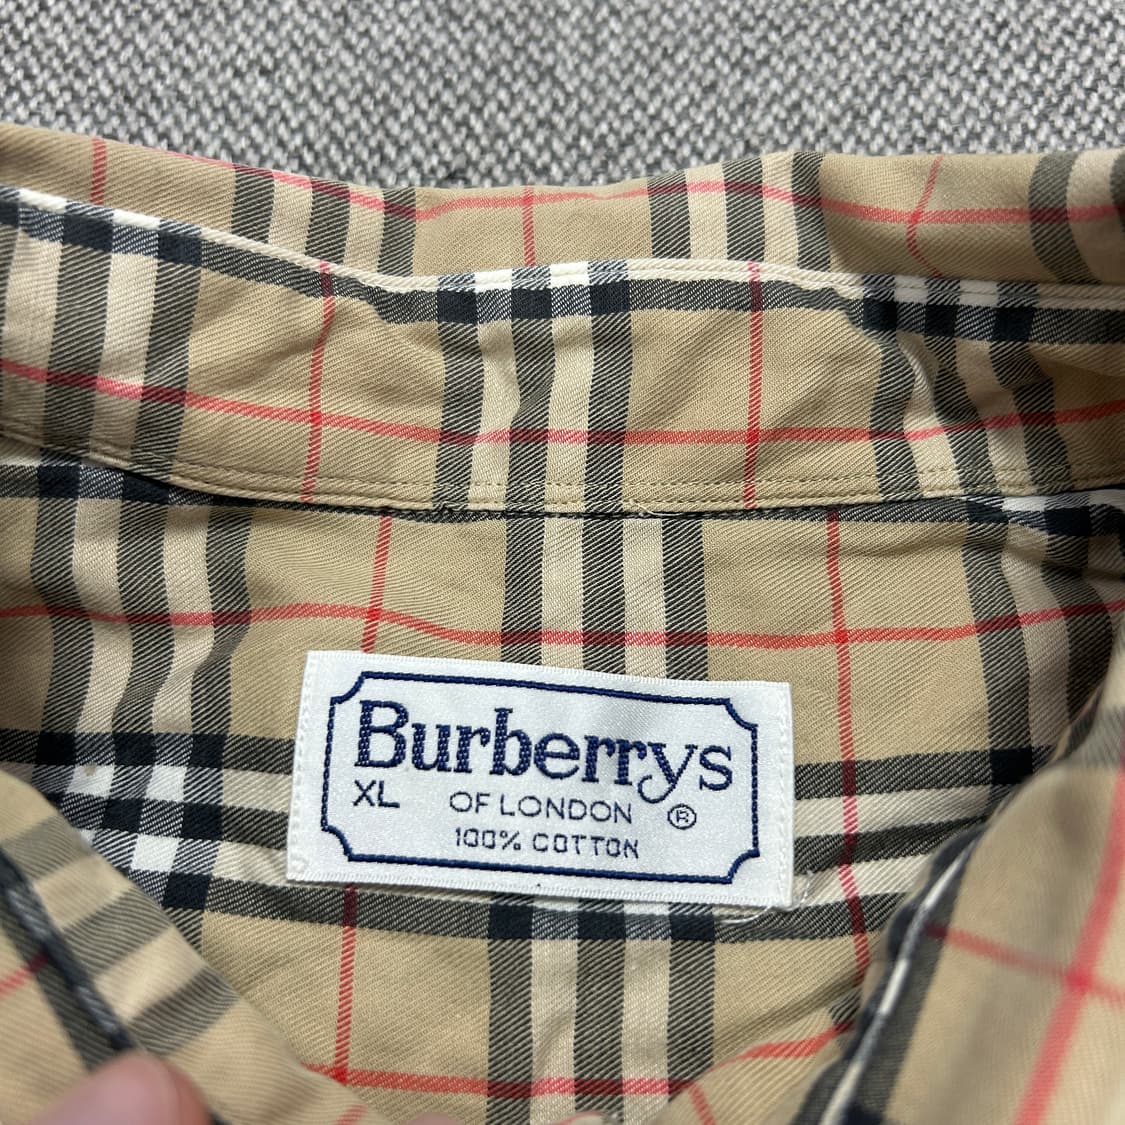 Burberrys
XL OF LONDON ®
100% COTTON